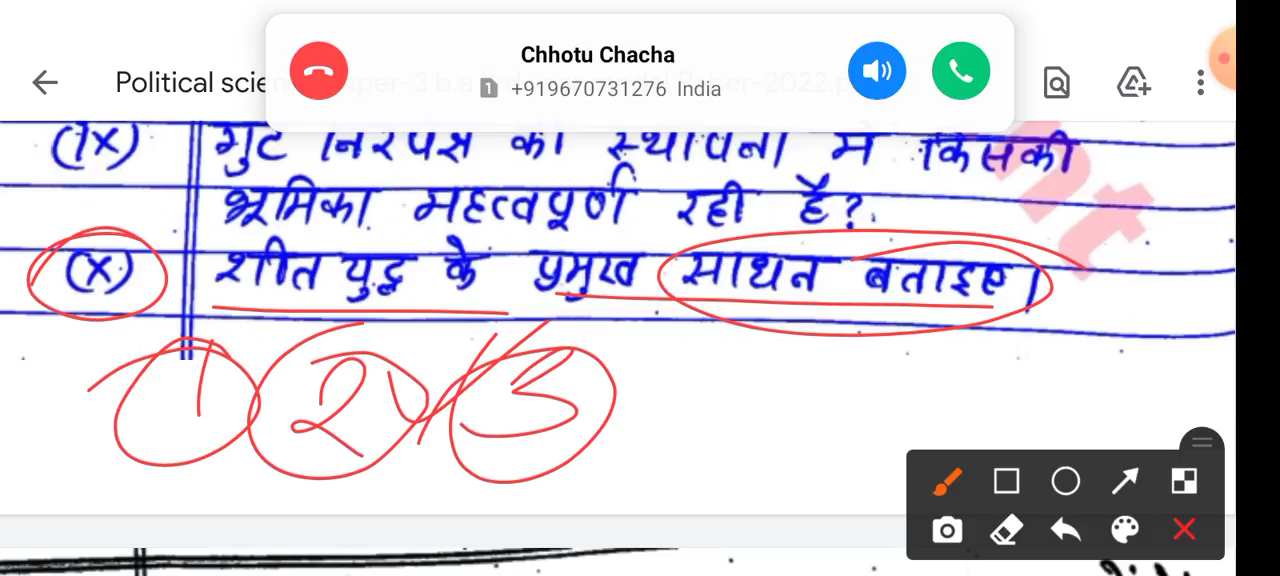 Chhotu Chacha
1 +919670731276 India
Political scie
(ix) गुट निरपेक्ष की स्थापना में किसकी
भूमिका महत्वपूर्ण रही है?
(x) शीत युद्ध के प्रमुख साधन बताइए।
1 2 3